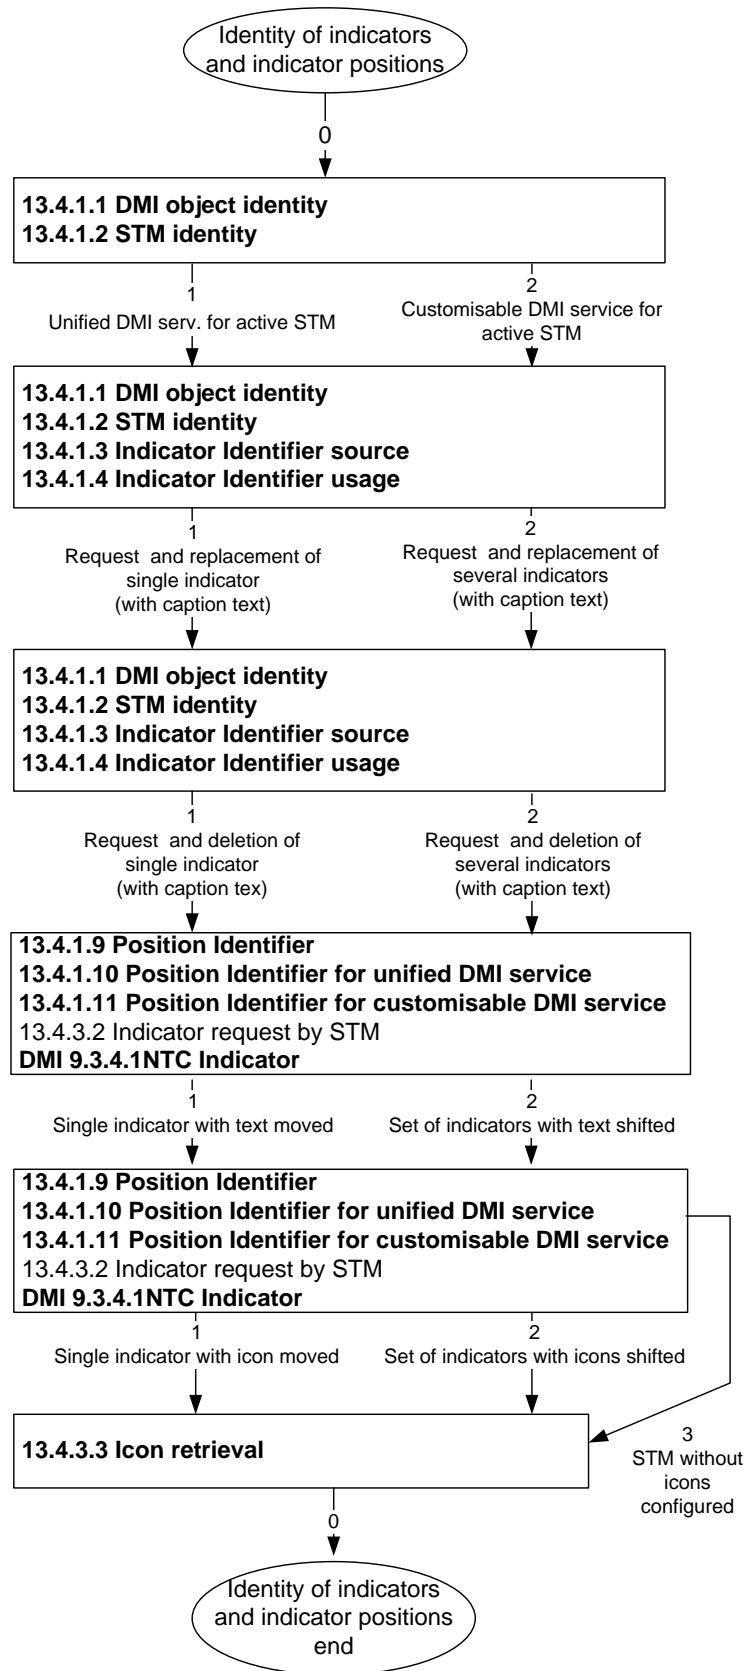 Identity of indicators
and indicator positions
0
13.4.1.1 DMI object identity
13.4.1.2 STM identity
1
Unified DMI serv. for active STM
2
Customisable DMI service for
active STM
13.4.1.1 DMI object identity
13.4.1.2 STM identity
13.4.1.3 Indicator Identifier source
13.4.1.4 Indicator Identifier usage
1
Request and replacement of
single indicator
(with caption text)
2
Request and replacement of
several indicators
(with caption text)
13.4.1.1 DMI object identity
13.4.1.2 STM identity
13.4.1.3 Indicator Identifier source
13.4.1.4 Indicator Identifier usage
1
Request and deletion of
single indicator
(with caption tex)
2
Request and deletion of
several indicators
(with caption text)
13.4.1.9 Position Identifier
13.4.1.10 Position Identifier for unified DMI service
13.4.1.11 Position Identifier for customisable DMI service
13.4.3.2 Indicator request by STM
DMI 9.3.4.1NTC Indicator
1
Single indicator with text moved
2
Set of indicators with text shifted
13.4.1.9 Position Identifier
13.4.1.10 Position Identifier for unified DMI service
13.4.1.11 Position Identifier for customisable DMI service
13.4.3.2 Indicator request by STM
DMI 9.3.4.1NTC Indicator
1
Single indicator with icon moved
2
Set of indicators with icons shifted
3
STM without
icons
configured
13.4.3.3 Icon retrieval
0
Identity of indicators
and indicator positions
end